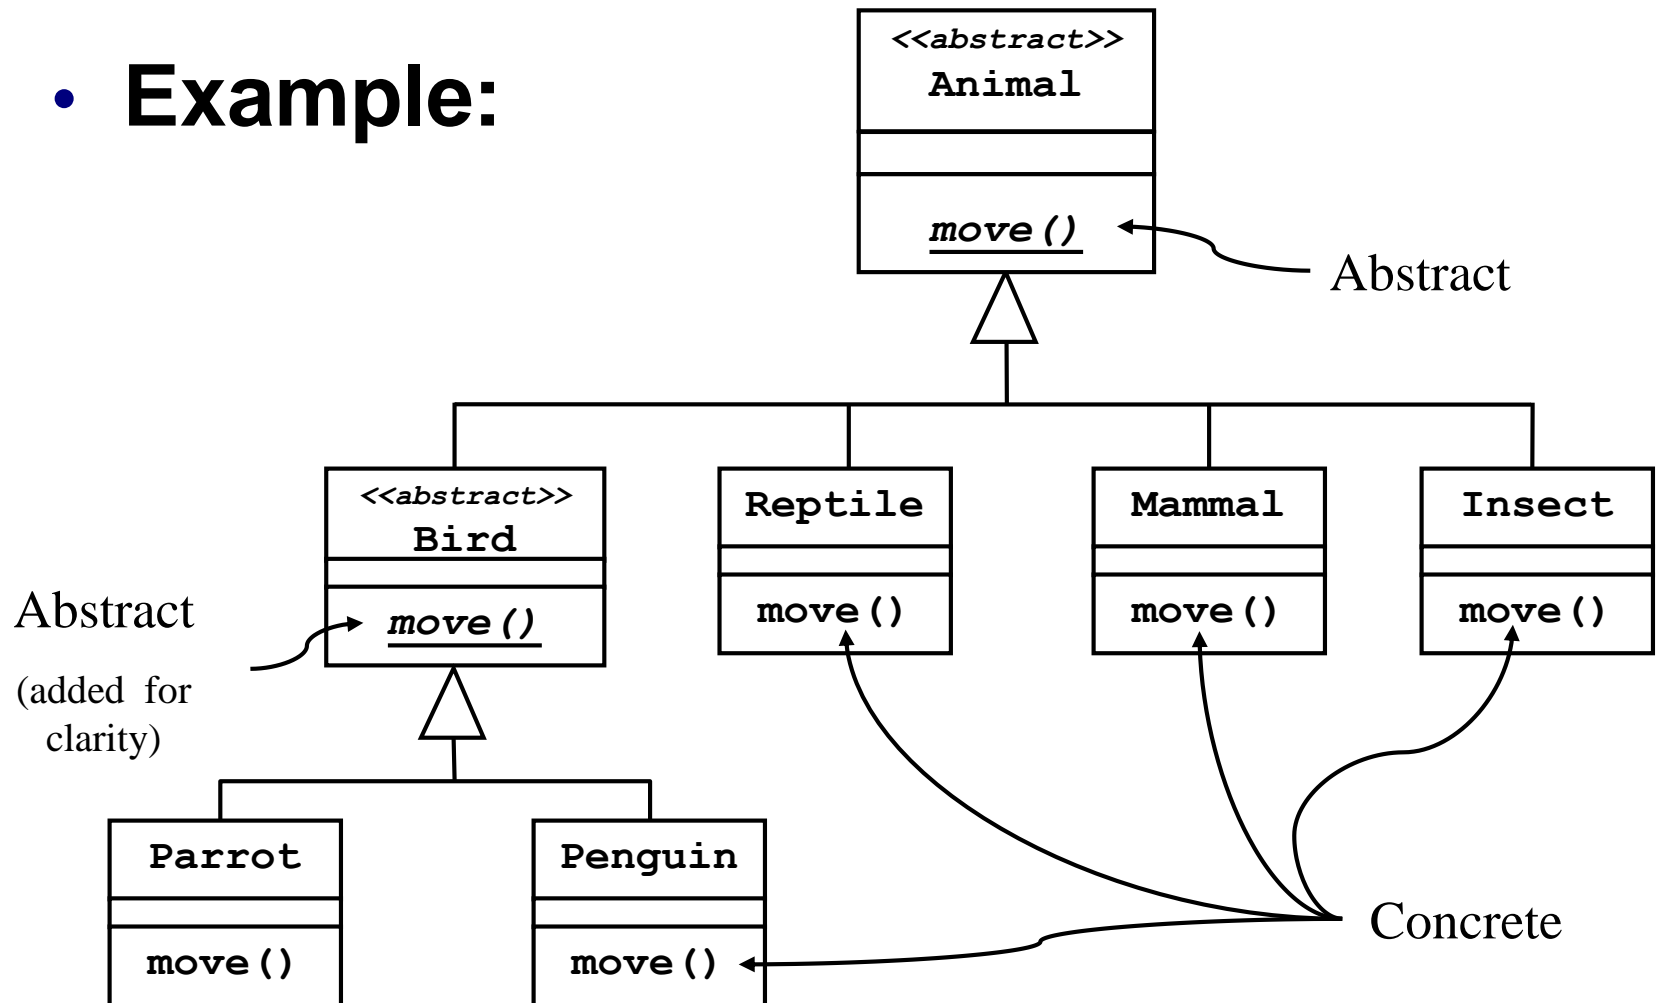 • Example:
<<abstract>>
Animal
move()
Abstract
<<abstract>>
Bird
move()
Reptile
move()
Mammal
move()
Insect
move()
Abstract
(added for
clarity)
Parrot
move()
Penguin
move()
Concrete